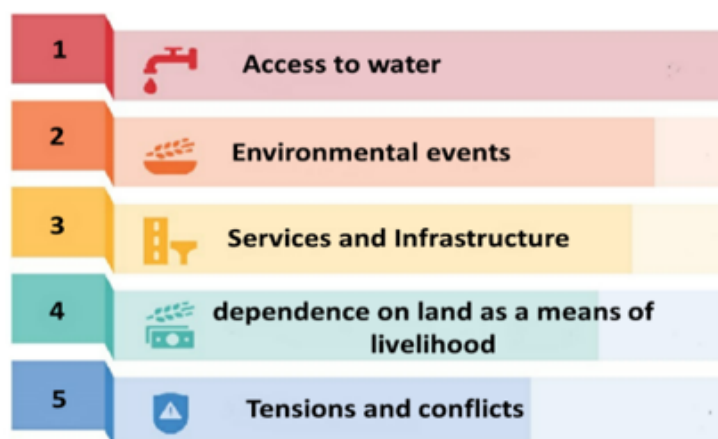 1
Access to water
2
Environmental events
3
Services and Infrastructure
4
dependence on land as a means of
livelihood
5
Tensions and conflicts